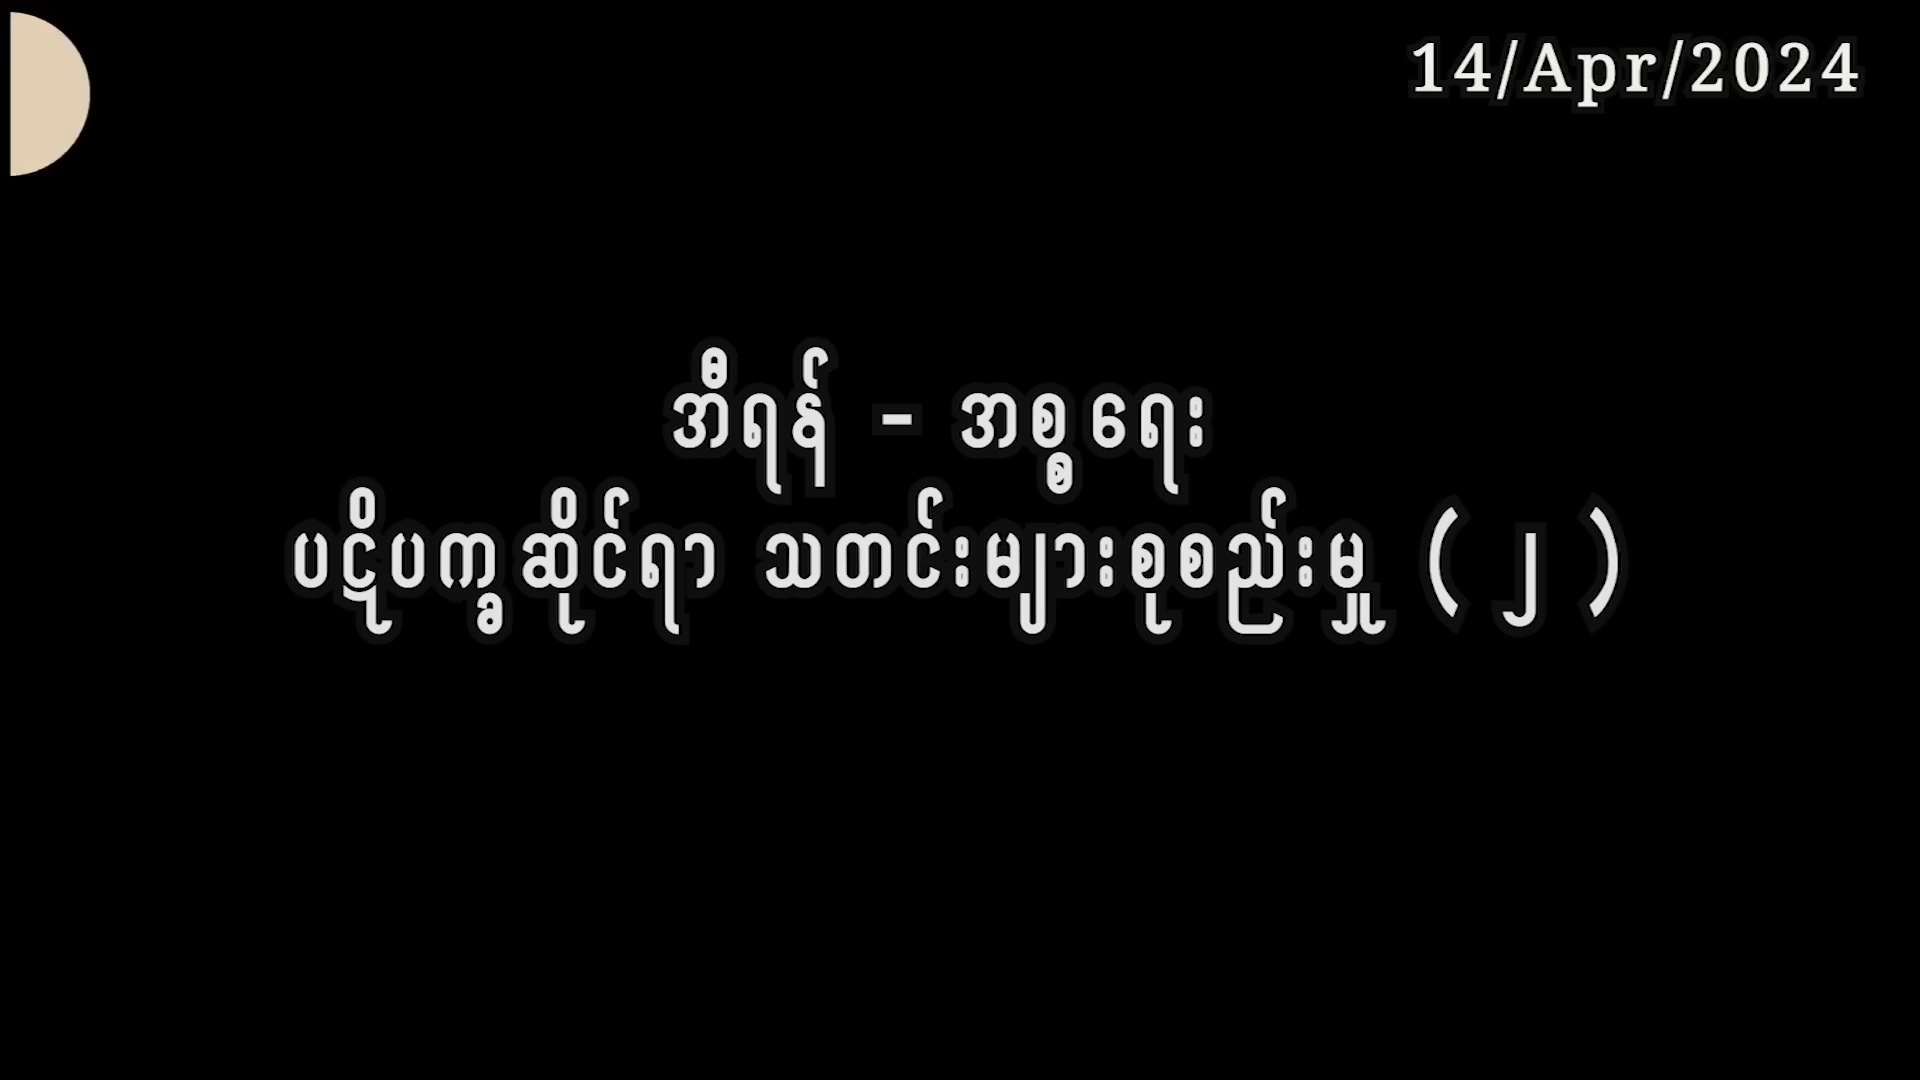 14/Apr/2024
အီရန် - အစ္စရေး
ပဋိပက္ခဆိုင်ရာ သတင်းများစုစည်းမှု ( ၂ )